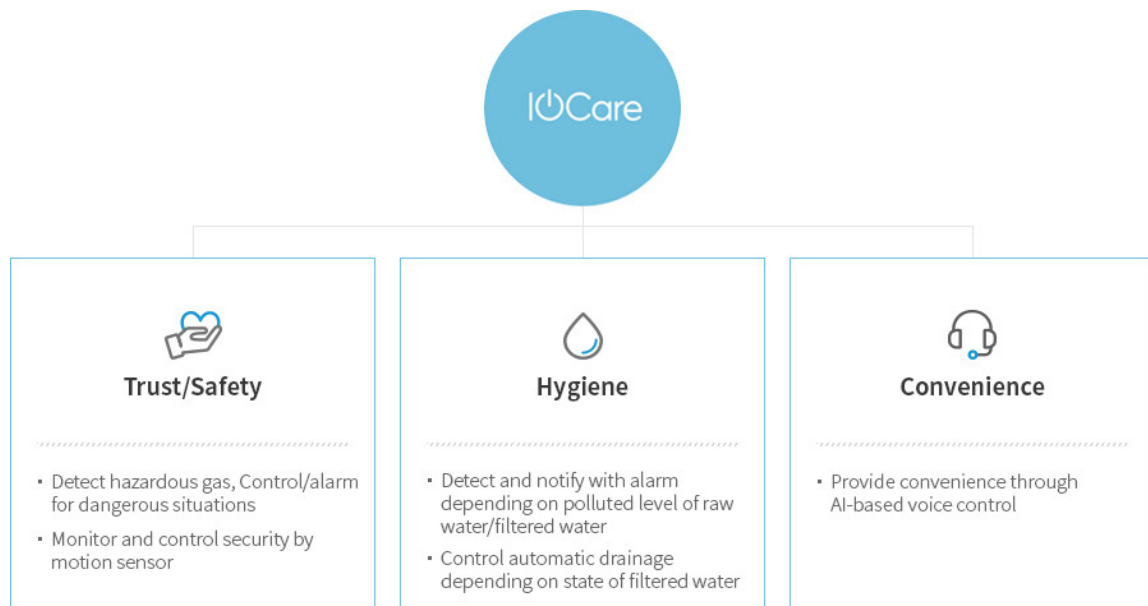 IOCare
Trust/Safety
▪ Detect hazardous gas, Control/alarm
for dangerous situations
▪ Monitor and control security by
motion sensor
Hygiene
▪ Detect and notify with alarm
depending on polluted level of raw
water/filtered water
▪ Control automatic drainage
depending on state of filtered water
Convenience
▪ Provide convenience through
AI-based voice control